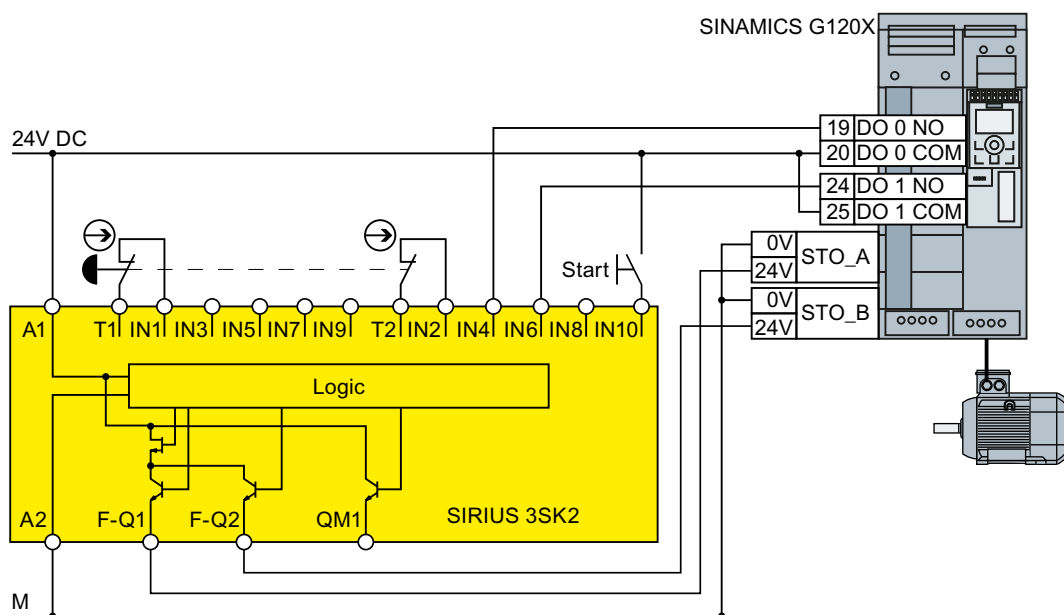 SINAMICS G120X
24V DC
19 DO 0 NO
20 DO 0 COM
24 DO 1 NO
25 DO 1 COM
0V STO_A
24V
0V STO_B
24V
Start
A1 T1 IN1 IN3 IN5 IN7 IN9 T2 IN2 IN4 IN6 IN8 IN10
Logic
A2 F-Q1 F-Q2 QM1 SIRIUS 3SK2
M